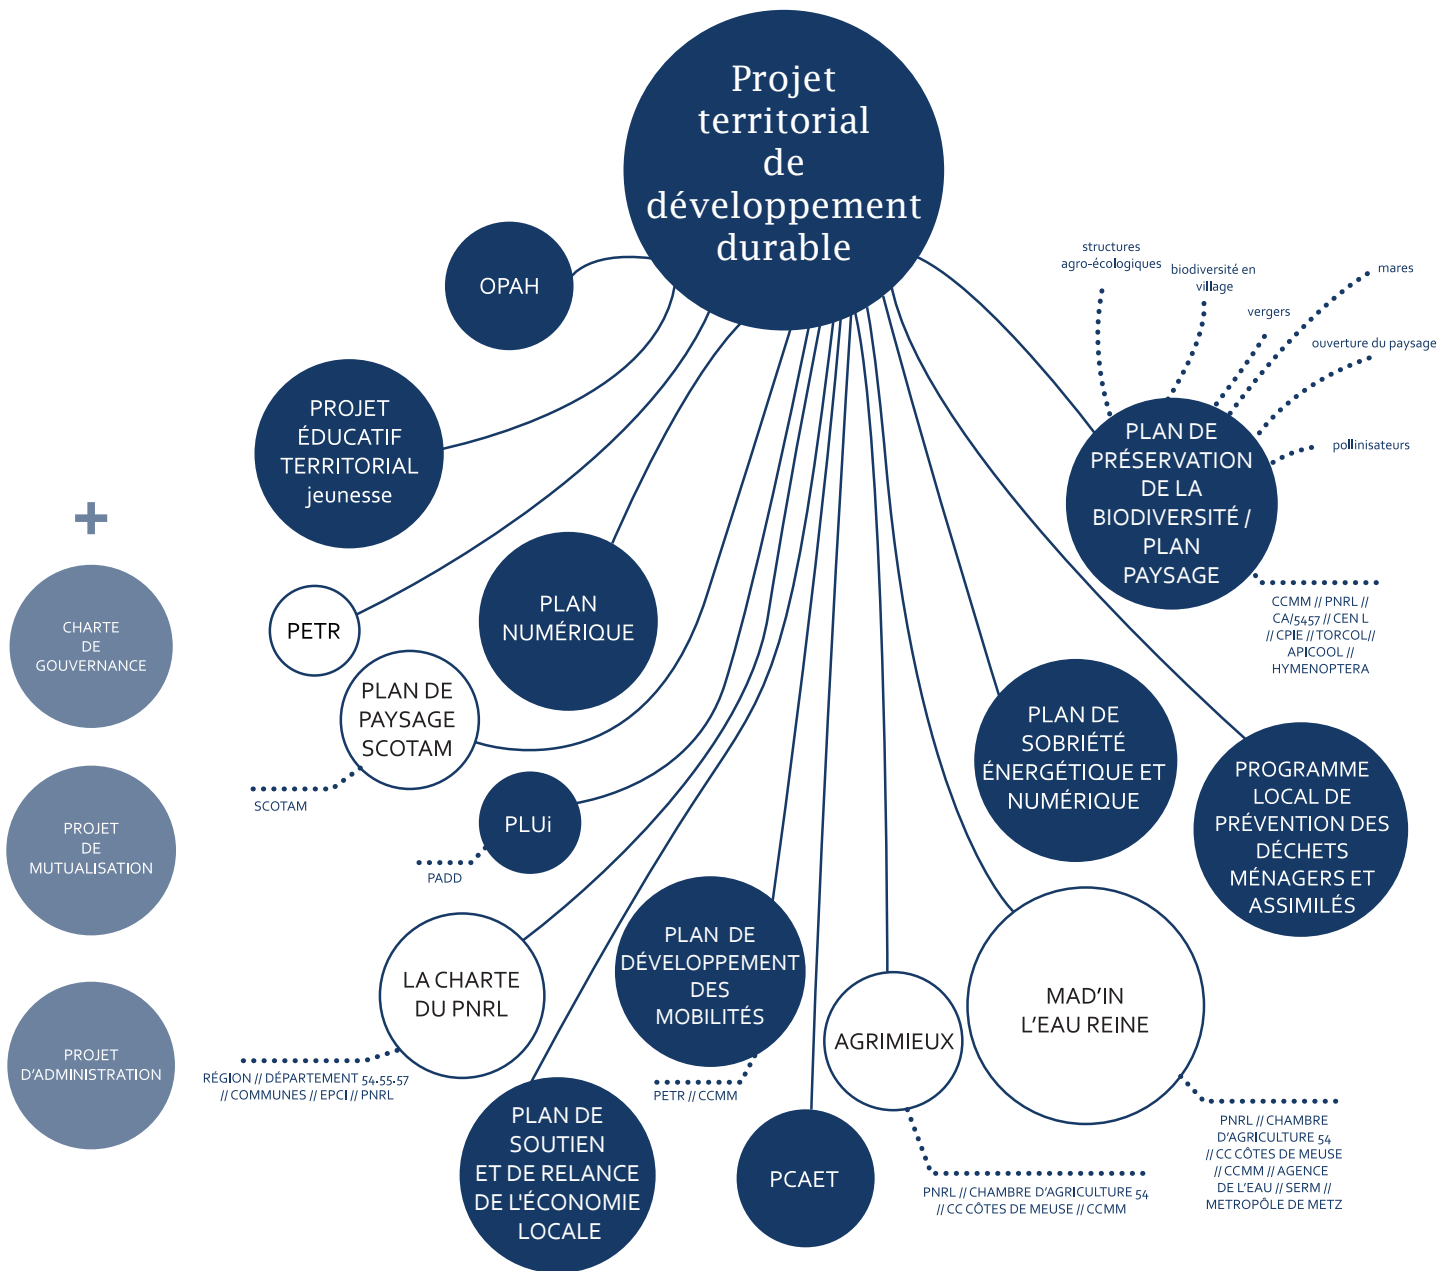 Projet
territorial
de
développement
durable
OPAH
structures
agro-écologiques
biodiversité en
village
vergers
mares
ouverture du paysage
pollinisateurs
PROJET
ÉDUCATIF
TERRITORIAL
jeunesse
PLAN DE
PRÉSERVATION
DE LA
BIODIVERSITÉ /
PLAN
PAYSAGE
CCMM // PNRL //
CA/5457 // CEN L
// CPIE // TORCOL//
APICOOL //
HYMENOPTERA
+
CHARTE
DE
GOUVERNANCE
PETR
PLAN
NUMÉRIQUE
PLAN DE
PAYSAGE
SCOTAM
SCOTAM
PLAN DE
SOBRIÉTÉ
ÉNERGÉTIQUE ET
NUMÉRIQUE
PROGRAMME
LOCAL DE
PRÉVENTION DES
DÉCHETS
MÉNAGERS ET
ASSIMILÉS
PROJET
DE
MUTUALISATION
PLUi
PADD
LA CHARTE
DU PNRL
RÉGION // DÉPARTEMENT 54.55.57
// COMMUNES // EPCI // PNRL
PLAN DE
DÉVELOPPEMENT
DES
MOBILITÉS
PETR // CCMM
AGRIMIEUX
PNRL // CHAMBRE D'AGRICULTURE 54
// CC CÔTES DE MEUSE // CCMM
MAD'IN
L'EAU REINE
PNRL // CHAMBRE
D'AGRICULTURE 54
// CC CÔTES DE MEUSE
// CCMM // AGENCE
DE L'EAU // SERM //
METROPÔLE DE METZ
PROJET
D'ADMINISTRATION
PLAN DE
SOUTIEN
ET DE RELANCE
DE L'ÉCONOMIE
LOCALE
PCAET